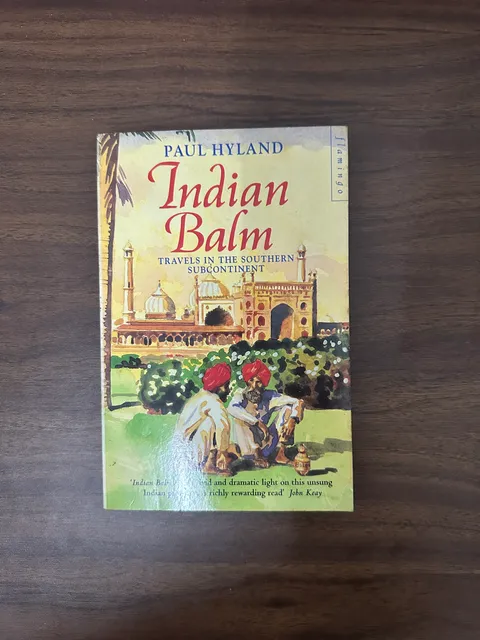 PAUL HYLAND
flamingo
Indian
Balm
TRAVELS IN THE SOUTHERN
SUBCONTINENT
'Indian and dramatic light on this unsung
'Indian richly rewarding read' John Keay